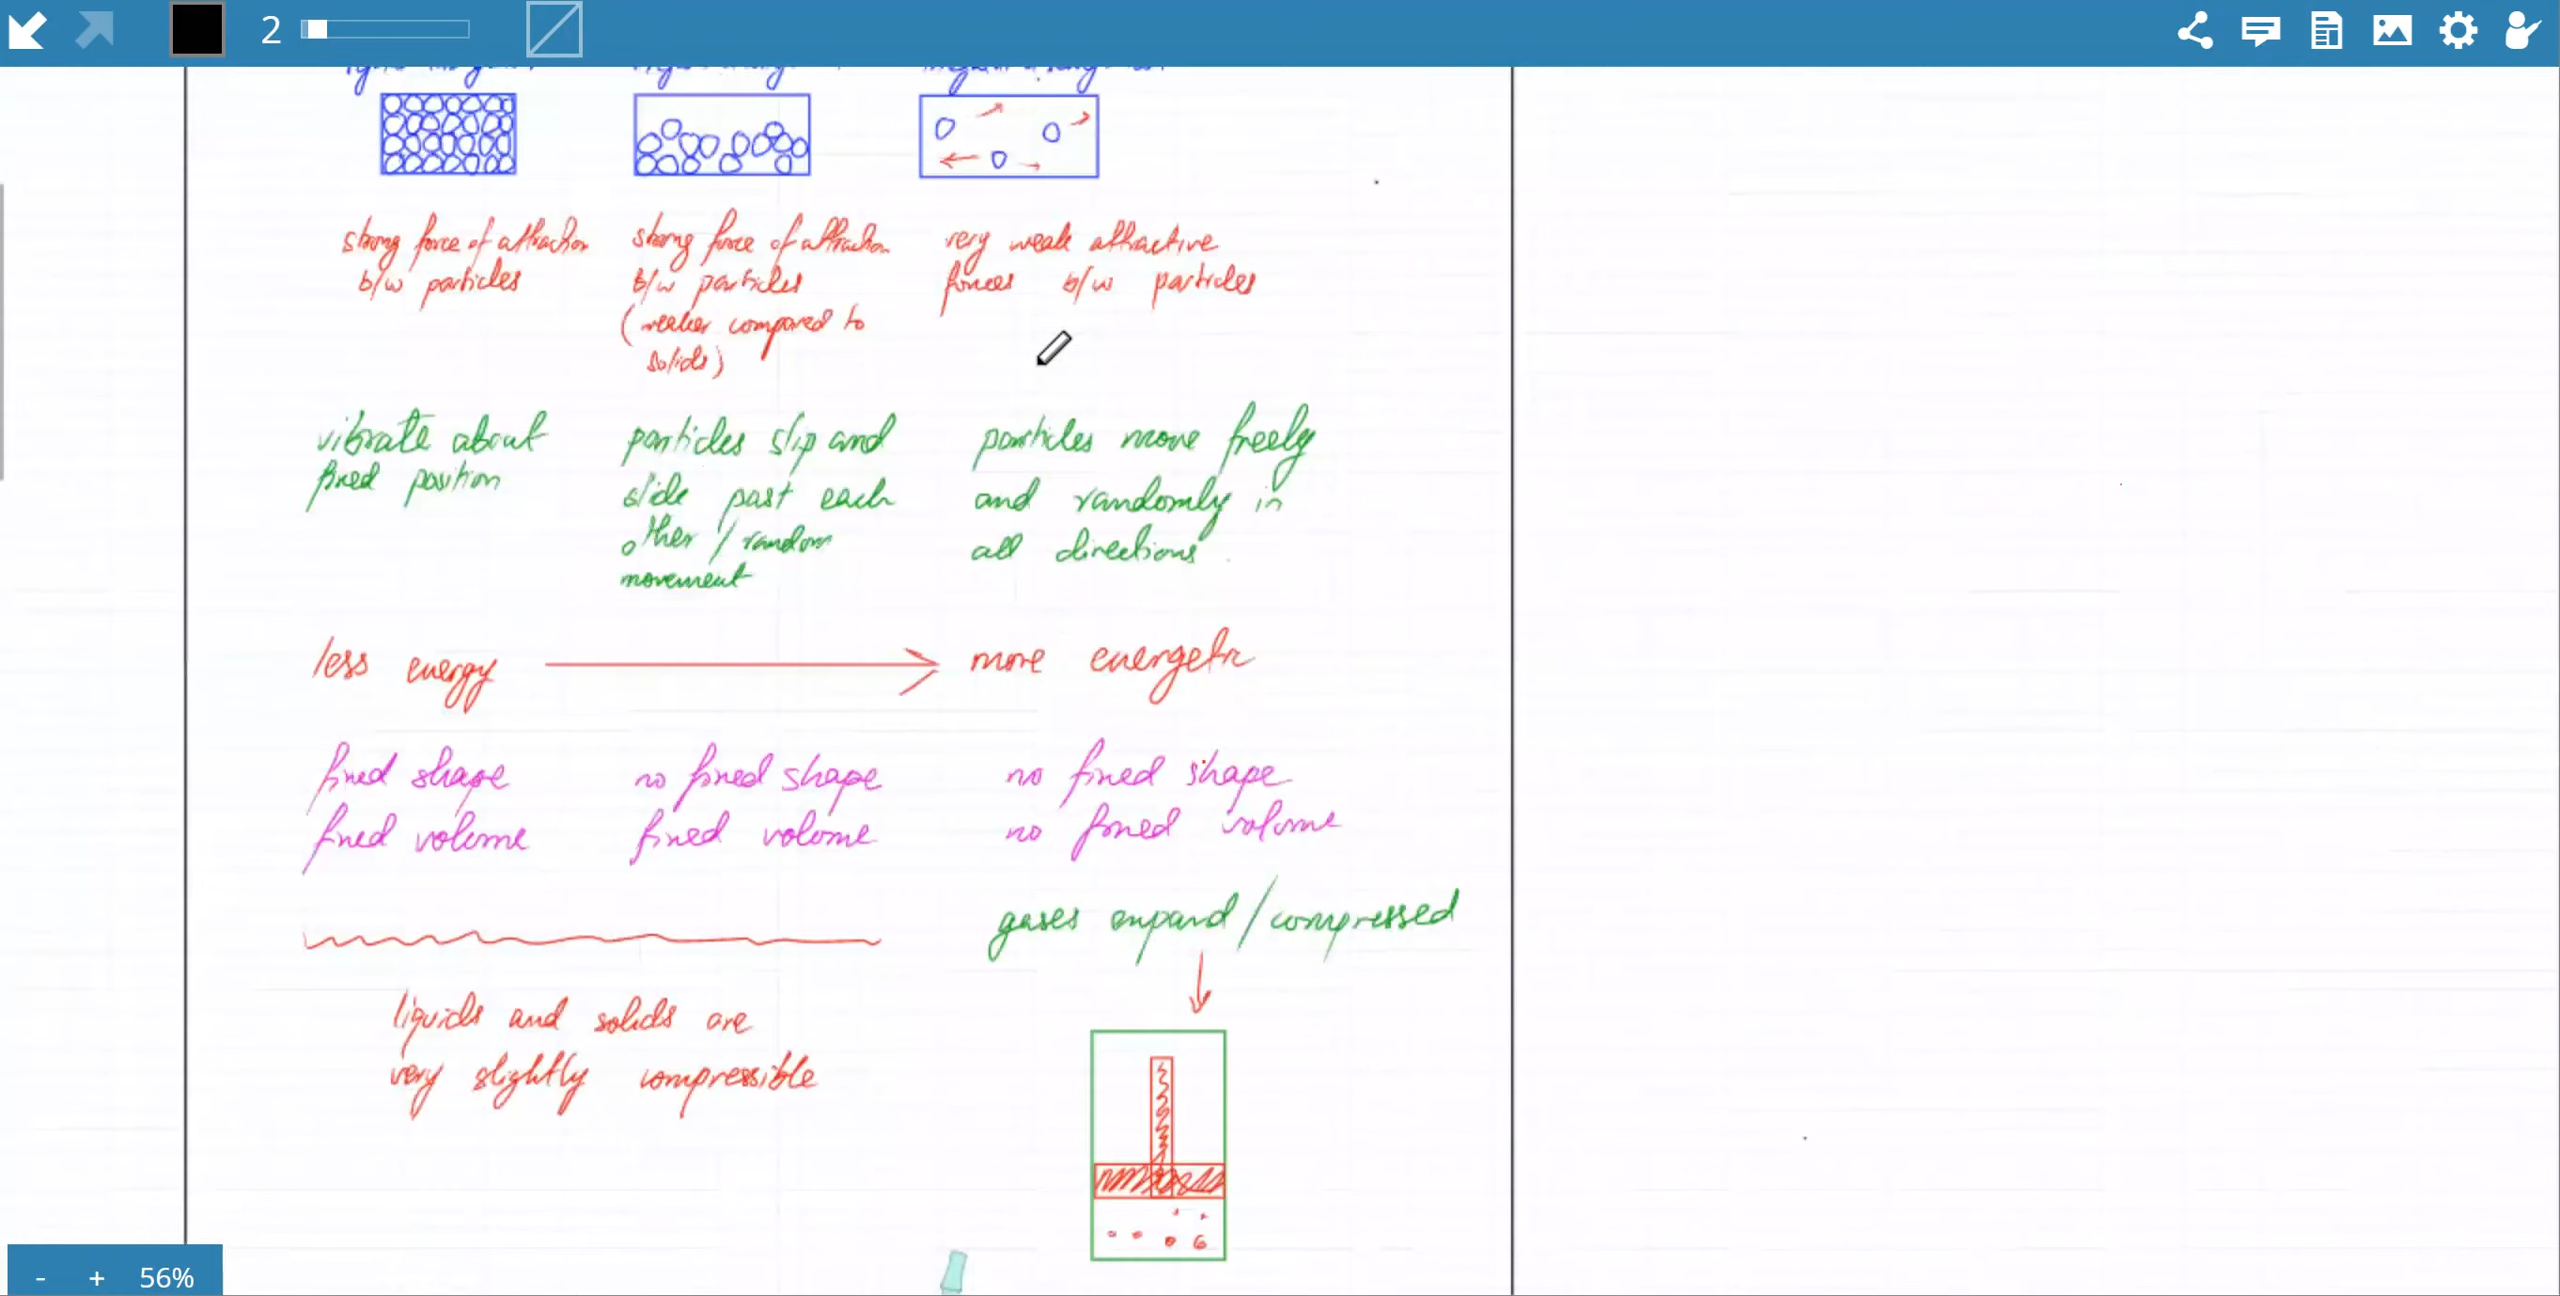 2
strong force of attraction
b/w particles
strong force of attraction
b/w particles
(weaker compared to
solids)
very weak attractive
forces b/w particles
vibrate about
fixed position
particles slip and
slide past each
other / random
movement
particles move freely
and randomly in
all directions.
less energy
more energetic
fixed shape
fixed volume
no fixed shape
fixed volume
no fixed shape
no fixed volume
gases expand / compressed
liquids and solids are
very slightly compressible
- + 56%